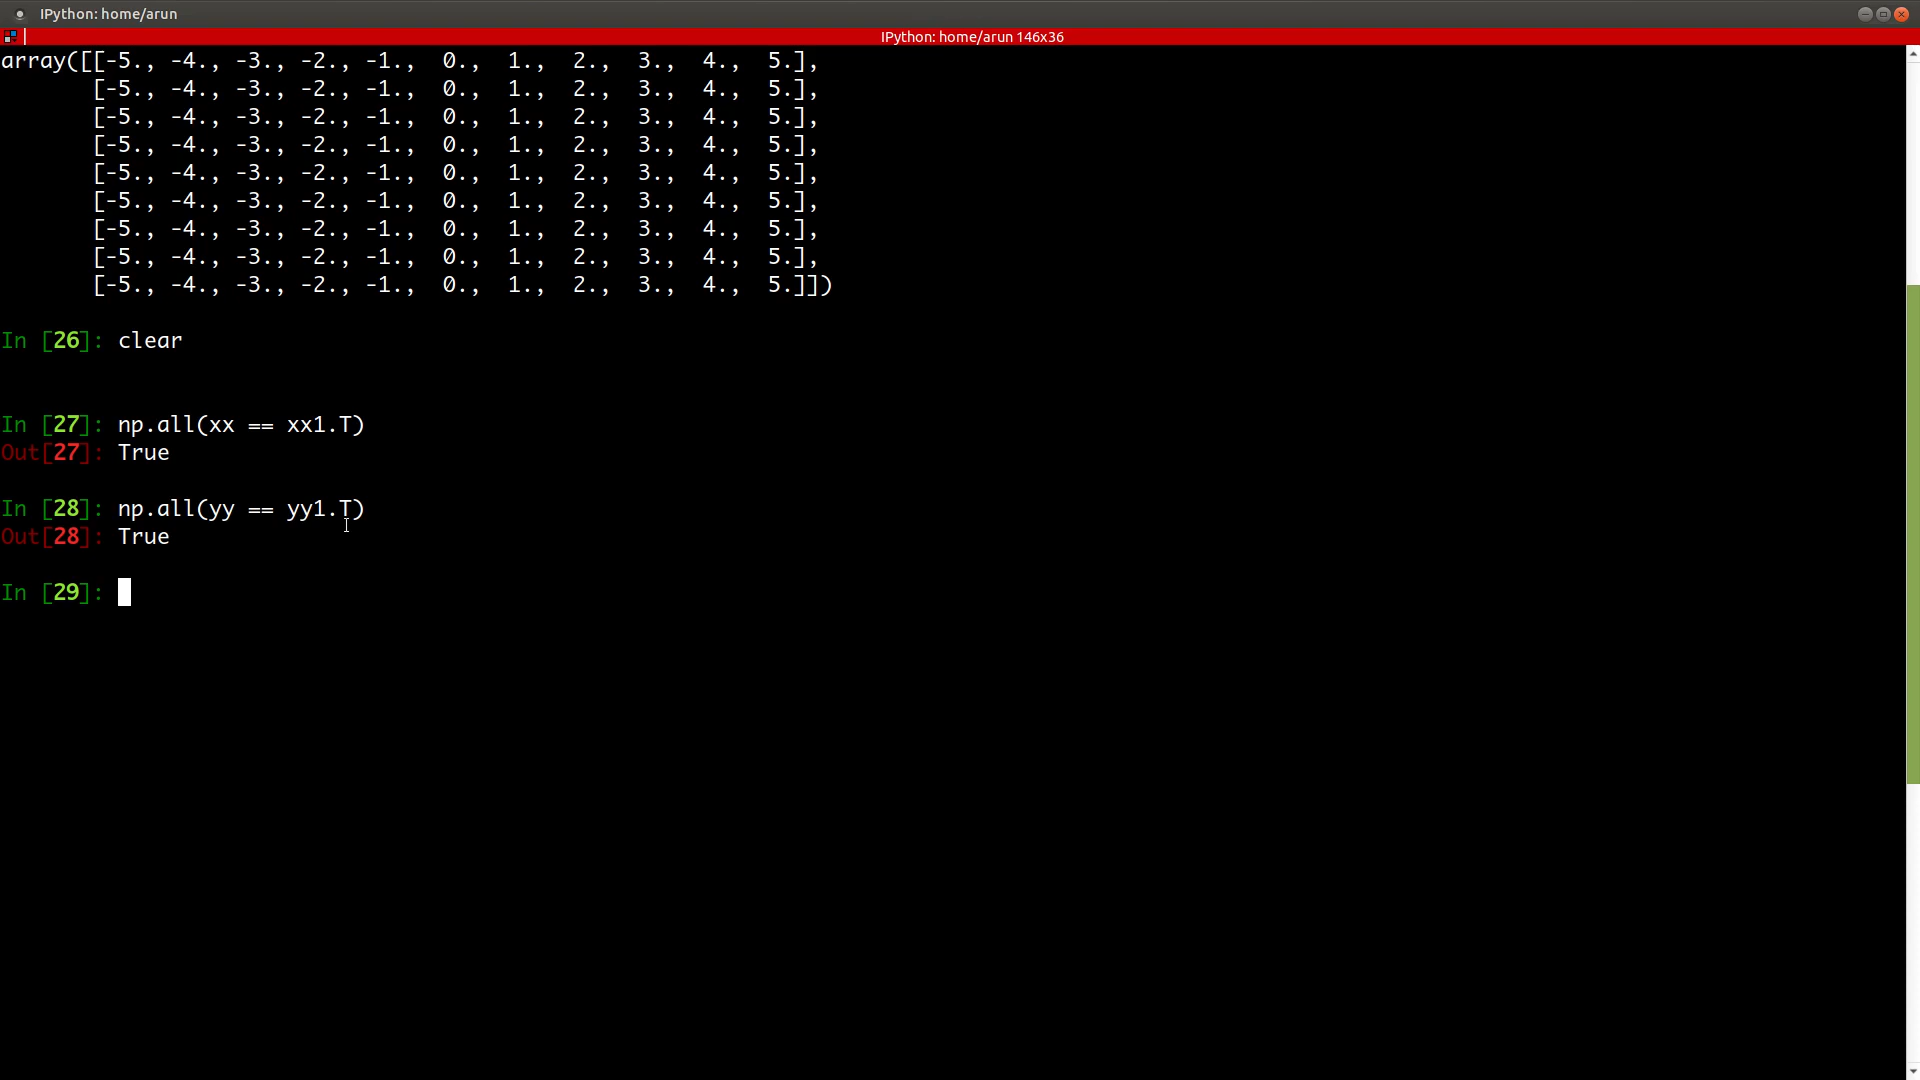 IPython: home/arun
IPython: home/arun 146x36
array([[-5., -4., -3., -2., -1.,  0.,  1.,  2.,  3.,  4.,  5.],
       [-5., -4., -3., -2., -1.,  0.,  1.,  2.,  3.,  4.,  5.],
       [-5., -4., -3., -2., -1.,  0.,  1.,  2.,  3.,  4.,  5.],
       [-5., -4., -3., -2., -1.,  0.,  1.,  2.,  3.,  4.,  5.],
       [-5., -4., -3., -2., -1.,  0.,  1.,  2.,  3.,  4.,  5.],
       [-5., -4., -3., -2., -1.,  0.,  1.,  2.,  3.,  4.,  5.],
       [-5., -4., -3., -2., -1.,  0.,  1.,  2.,  3.,  4.,  5.],
       [-5., -4., -3., -2., -1.,  0.,  1.,  2.,  3.,  4.,  5.],
       [-5., -4., -3., -2., -1.,  0.,  1.,  2.,  3.,  4.,  5.]])
In [26]: clear
In [27]: np.all(xx == xx1.T)
Out[27]: True
In [28]: np.all(yy == yy1.T)
Out[28]: True
In [29]: